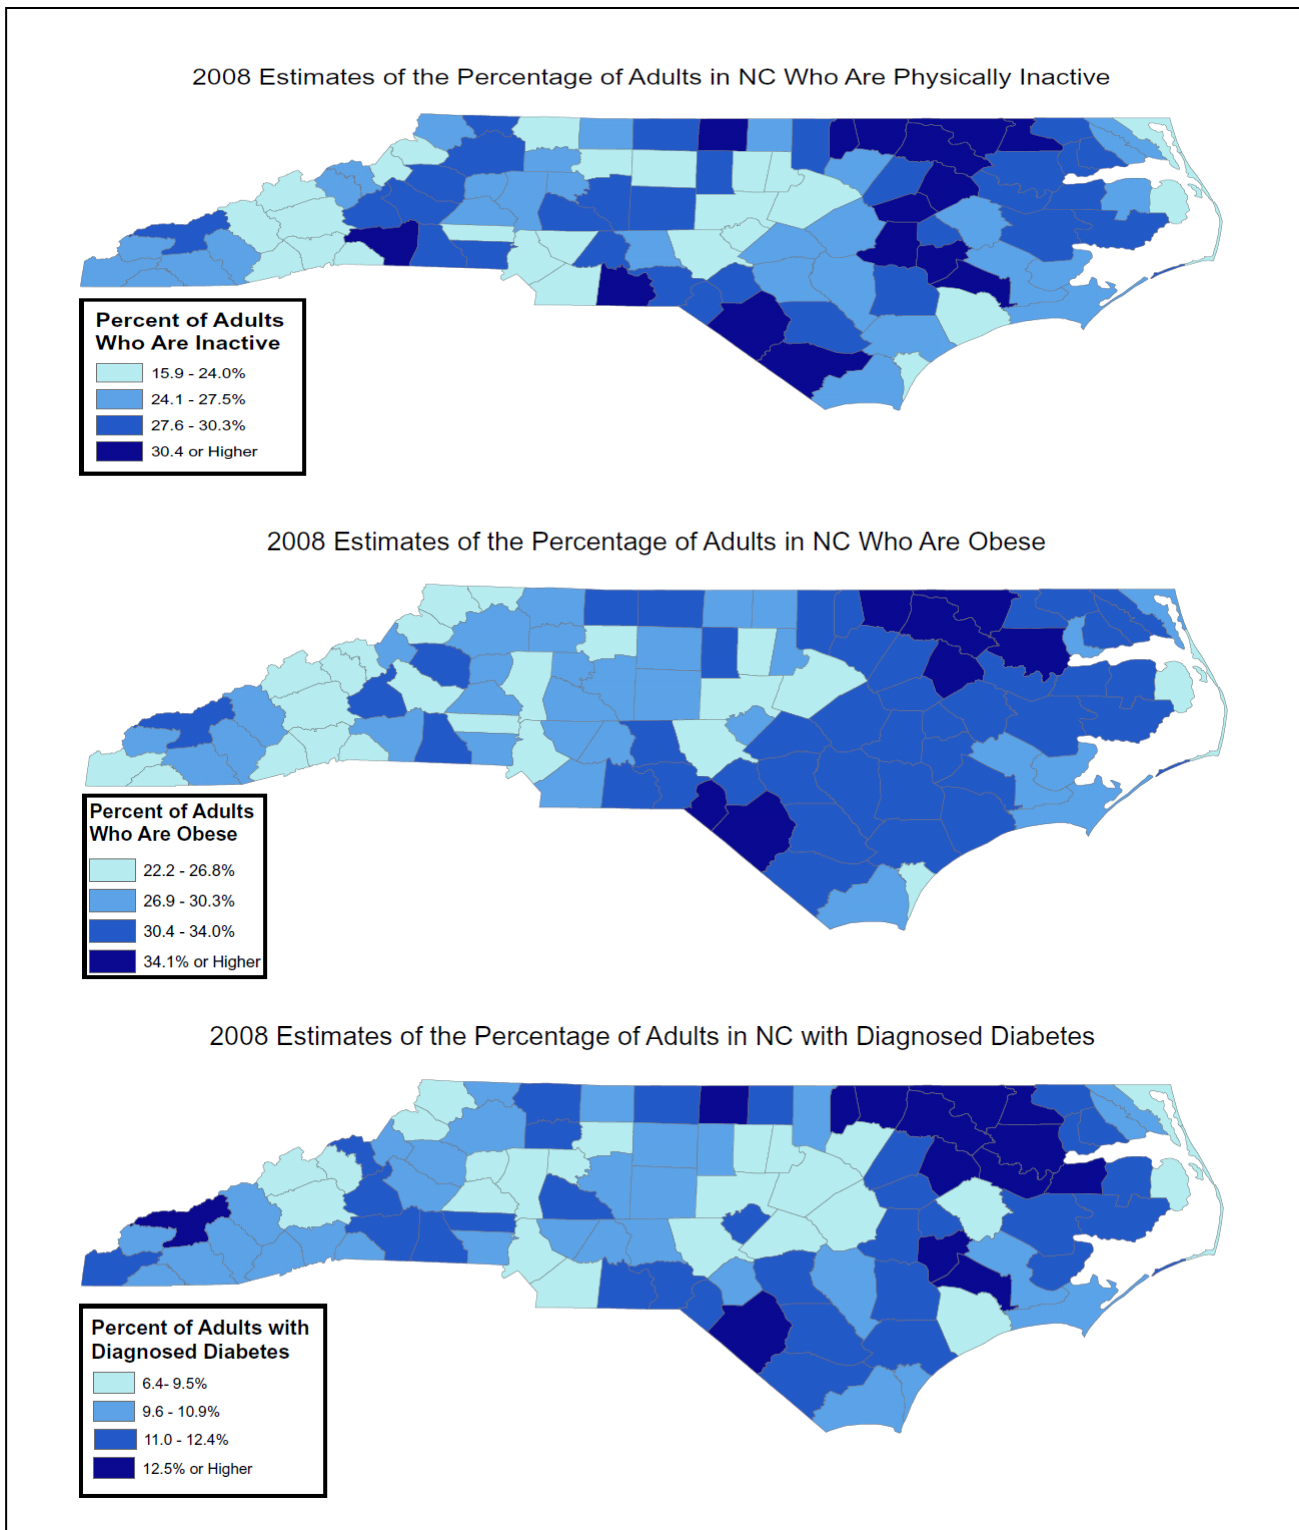 2008 Estimates of the Percentage of Adults in NC Who Are Physically Inactive
Percent of Adults
Who Are Inactive
15.9 - 24.0%
24.1 - 27.5%
27.6 - 30.3%
30.4 or Higher
2008 Estimates of the Percentage of Adults in NC Who Are Obese
Percent of Adults
Who Are Obese
22.2 - 26.8%
26.9 - 30.3%
30.4 - 34.0%
34.1% or Higher
2008 Estimates of the Percentage of Adults in NC with Diagnosed Diabetes
Percent of Adults with
Diagnosed Diabetes
6.4- 9.5%
9.6 - 10.9%
11.0 - 12.4%
12.5% or Higher